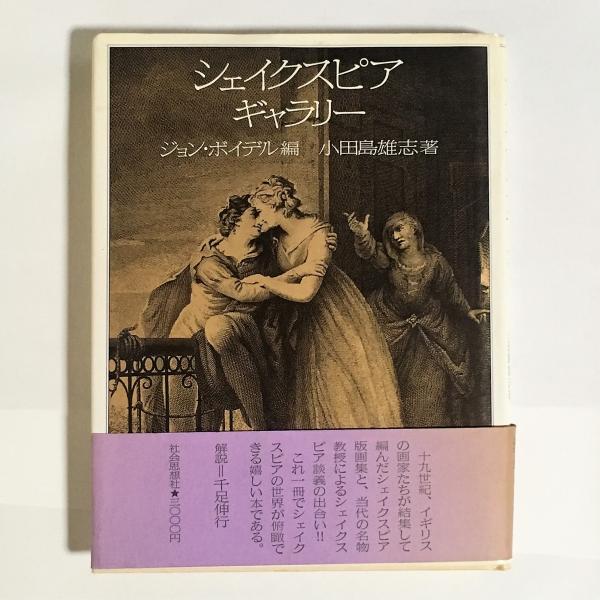 シェイクスピア
ギャラリー
ジョン・ボイデル編　小田島雄志著
十九世紀、イギリス
の画家たちが結集して
編んだシェイクスピア
版画集と、当代の名物
教授によるシェイクス
ピア談義の出合い!!
これ一冊でシェイク
スピアの世界が俯瞰で
きる嬉しい本である。
解説＝千足伸行
社会思想社★三〇〇〇円